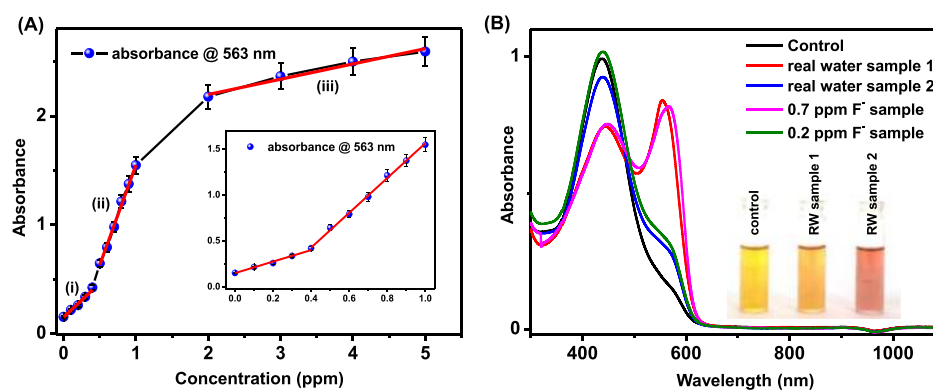 (A)
absorbance @ 563 nm
Absorbance
2
1
0
(i)
(ii)
(iii)
absorbance @ 563 nm
1.5
1.0
0.5
0.0
0.0 0.2 0.4 0.6 0.8 1.0
0 1 2 3 4 5
Concentration (ppm)
(B)
Absorbance
1
0
Control
real water sample 1
real water sample 2
0.7 ppm F⁻ sample
0.2 ppm F⁻ sample
control
RW sample 1
RW sample 2
400 600 800 1000
Wavelength (nm)